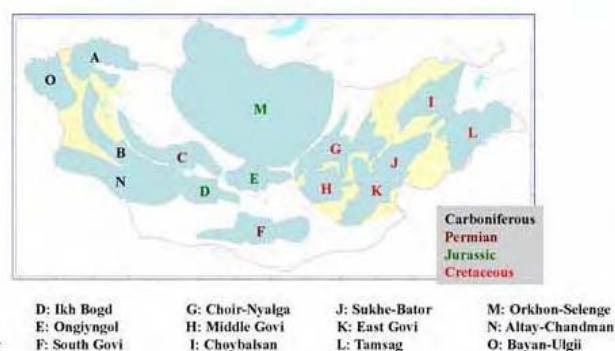 A
O
M
I
L
G
B
C
J
N
D
E
H
K
F
Carboniferous
Permian
Jurassic
Cretaceous
D: Ikh Bogd G: Choir-Nyalga J: Sukhe-Bator M: Orkhon-Selenge
E: Ongiyngol H: Middle Govi K: East Govi N: Altay-Chandman
F: South Govi I: Choybalsan L: Tamsag O: Bayan-Ulgii